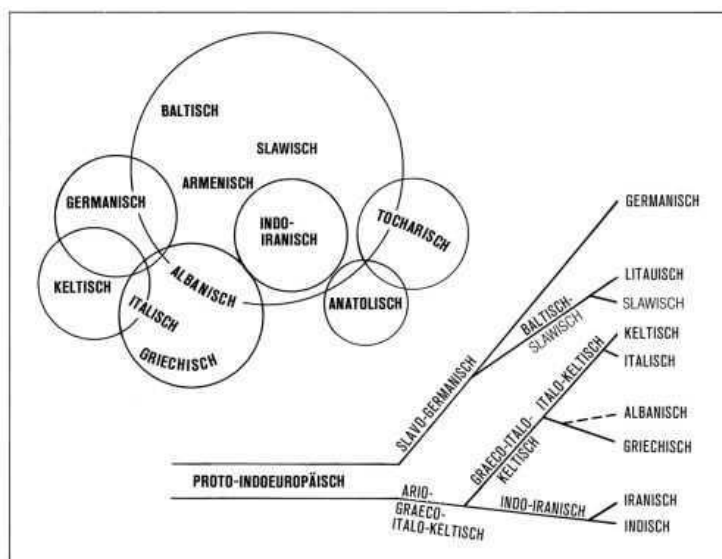 BALTISCH
SLAWISCH
ARMENISCH
GERMANISCH
INDO-
IRANISCH
TOCHARISCH
KELTISCH
ALBANISCH
ITALISCH
ANATOLISCH
GRIECHISCH
GERMANISCH
LITAUISCH
SLAWISCH
BALTISCH-
SLAWISCH
KELTISCH
ITALISCH
ITALO-KELTISCH
SLAVO-GERMANISCH
GRAECO-ITALO-
KELTISCH
ALBANISCH
GRIECHISCH
PROTO-INDOEUROPÄISCH
ARIO-
GRAECO-
ITALO-KELTISCH
INDO-IRANISCH
IRANISCH
INDISCH